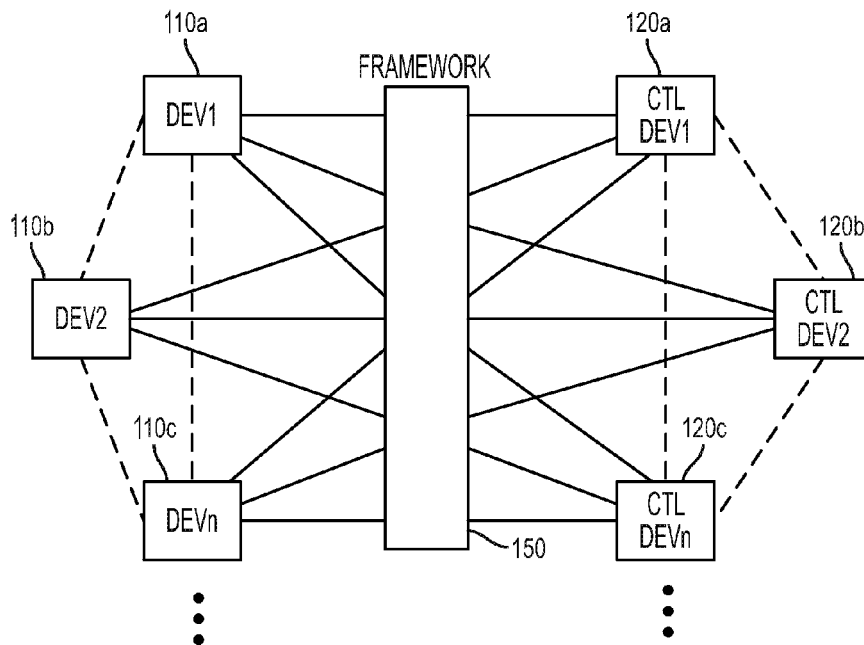 110a
120a
FRAMEWORK
DEV1
CTL
DEV1
110b
120b
DEV2
CTL
DEV2
110c
120c
DEVn
CTL
DEVn
150